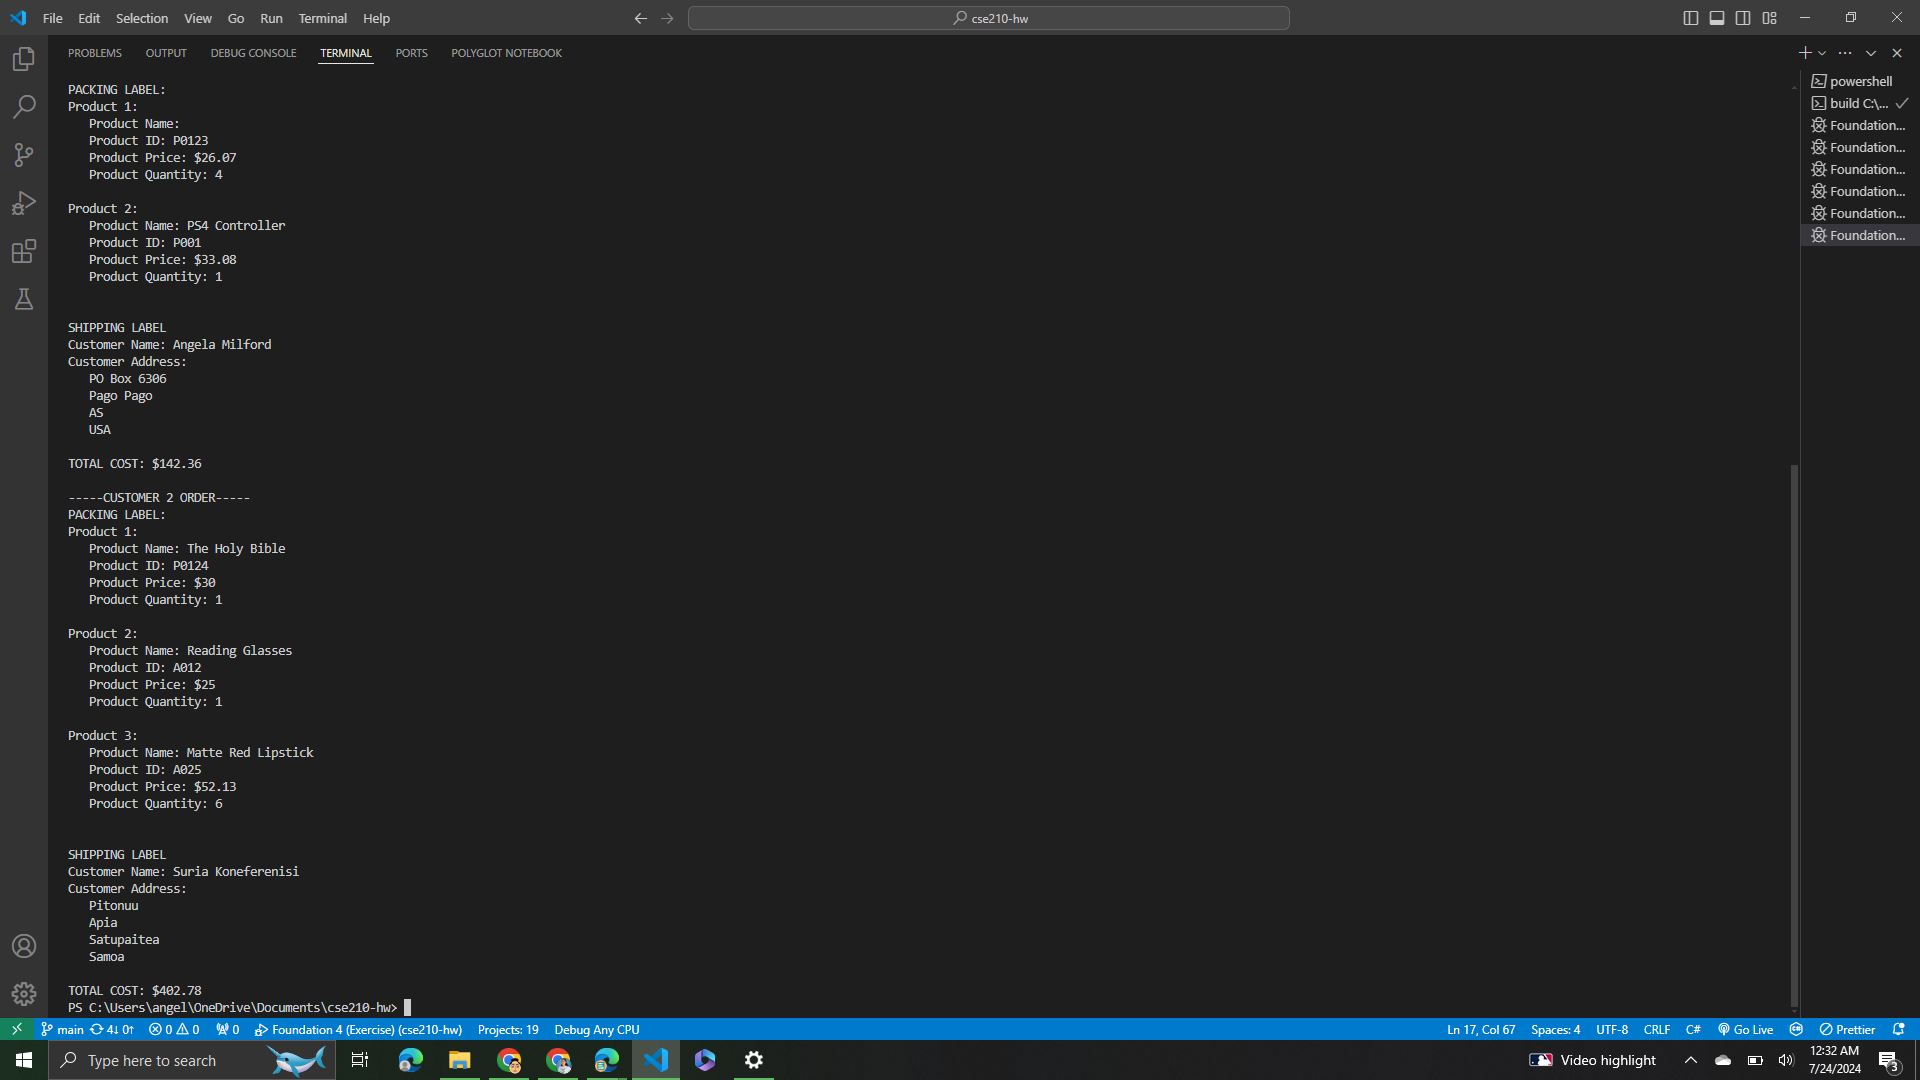 File Edit Selection View Go Run Terminal Help
cse210-hw
PROBLEMS OUTPUT DEBUG CONSOLE TERMINAL PORTS POLYGLOT NOTEBOOK
PACKING LABEL:
Product 1:
Product Name:
Product ID: P0123
Product Price: $26.07
Product Quantity: 4
Product 2:
Product Name: PS4 Controller
Product ID: P001
Product Price: $33.08
Product Quantity: 1
SHIPPING LABEL
Customer Name: Angela Milford
Customer Address:
PO Box 6306
Pago Pago
AS
USA
TOTAL COST: $142.36
-----CUSTOMER 2 ORDER-----
PACKING LABEL:
Product 1:
Product Name: The Holy Bible
Product ID: P0124
Product Price: $30
Product Quantity: 1
Product 2:
Product Name: Reading Glasses
Product ID: A012
Product Price: $25
Product Quantity: 1
Product 3:
Product Name: Matte Red Lipstick
Product ID: A025
Product Price: $52.13
Product Quantity: 6
SHIPPING LABEL
Customer Name: Suria Koneferenisi
Customer Address:
Pitonuu
Apia
Satupaitea
Samoa
TOTAL COST: $402.78
PS C:\Users\angel\OneDrive\Documents\cse210-hw>
powershell
build C:\...
Foundation...
Foundation...
Foundation...
Foundation...
Foundation...
Foundation...
main 4↓ 0↑ 0 0 0 Foundation 4 (Exercise) (cse210-hw) Projects: 19 Debug Any CPU Ln 17, Col 67 Spaces: 4 UTF-8 CRLF C# Go Live Prettier
Type here to search
Video highlight
12:32 AM
7/24/2024
3